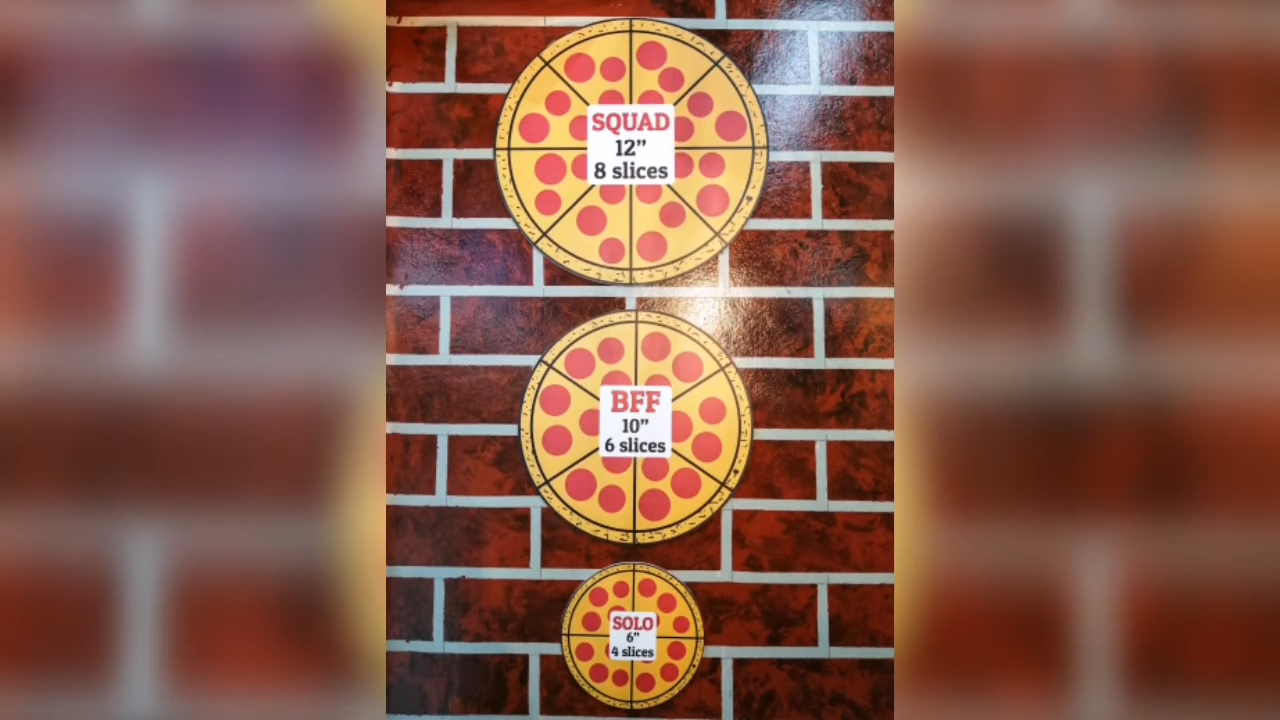 SQUAD
12”
8 slices
BFF
10”
6 slices
SOLO
6”
4 slices